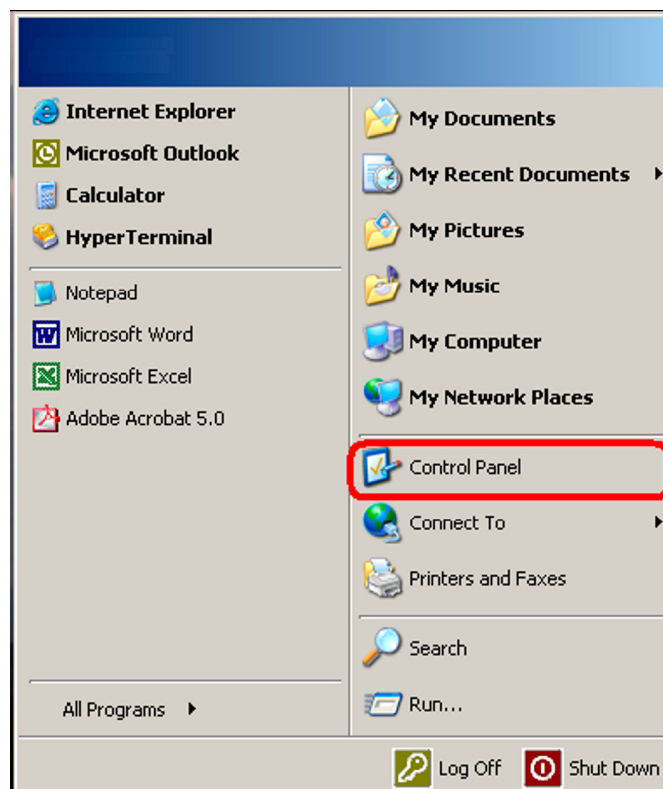 Internet Explorer
Microsoft Outlook
Calculator
HyperTerminal
Notepad
Microsoft Word
Microsoft Excel
Adobe Acrobat 5.0
All Programs
My Documents
My Recent Documents
My Pictures
My Music
My Computer
My Network Places
Control Panel
Connect To
Printers and Faxes
Search
Run...
Log Off
Shut Down